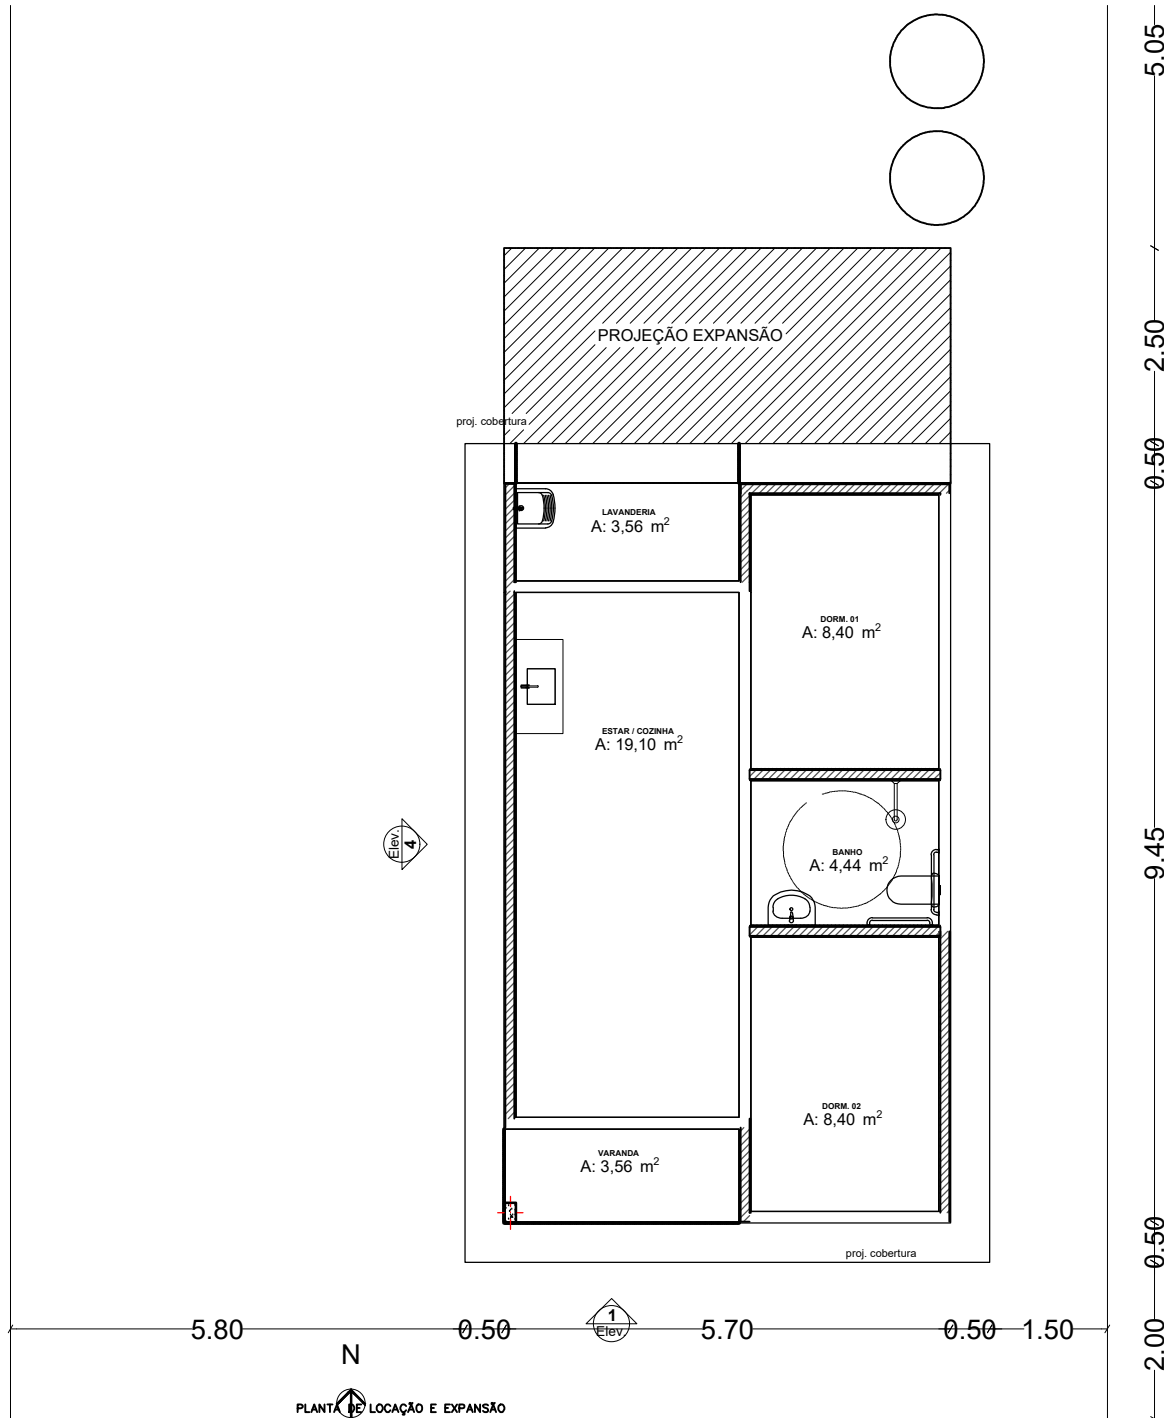 5.05
PROJEÇÃO EXPANSÃO
2.50
proj. cobertura
0.50
LAVANDERIA
A: 3,56 m²
DORM. 01
A: 8,40 m²
ESTAR / COZINHA
A: 19,10 m²
Elev.
4
BANHO
A: 4,44 m²
9.45
DORM. 02
A: 8,40 m²
VARANDA
A: 3,56 m²
0.50
proj. cobertura
1
Elev.
5.80
0.50
5.70
0.50
1.50
2.00
N
PLANTA DE LOCAÇÃO E EXPANSÃO